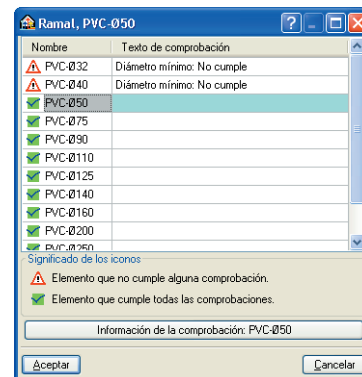 Ramal, PVC-Ø50
Nombre Texto de comprobación
PVC-Ø32 Diámetro mínimo: No cumple
PVC-Ø40 Diámetro mínimo: No cumple
PVC-Ø50
PVC-Ø75
PVC-Ø90
PVC-Ø110
PVC-Ø125
PVC-Ø140
PVC-Ø160
PVC-Ø200
PVC-Ø250
Significado de los iconos
Elemento que no cumple alguna comprobación.
Elemento que cumple todas las comprobaciones.
Información de la comprobación: PVC-Ø50
Aceptar Cancelar